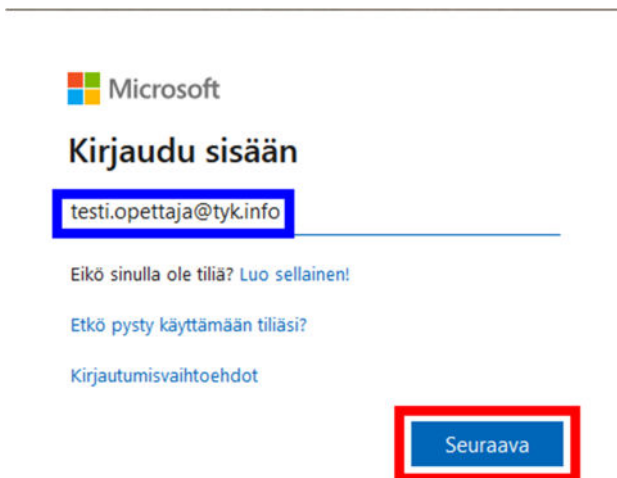 Microsoft
Kirjaudu sisään
testi.opettaja@tyk.info
Eikö sinulla ole tiliä? Luo sellainen!
Etkö pysty käyttämään tiliäsi?
Kirjautumisvaihtoehdot
Seuraava